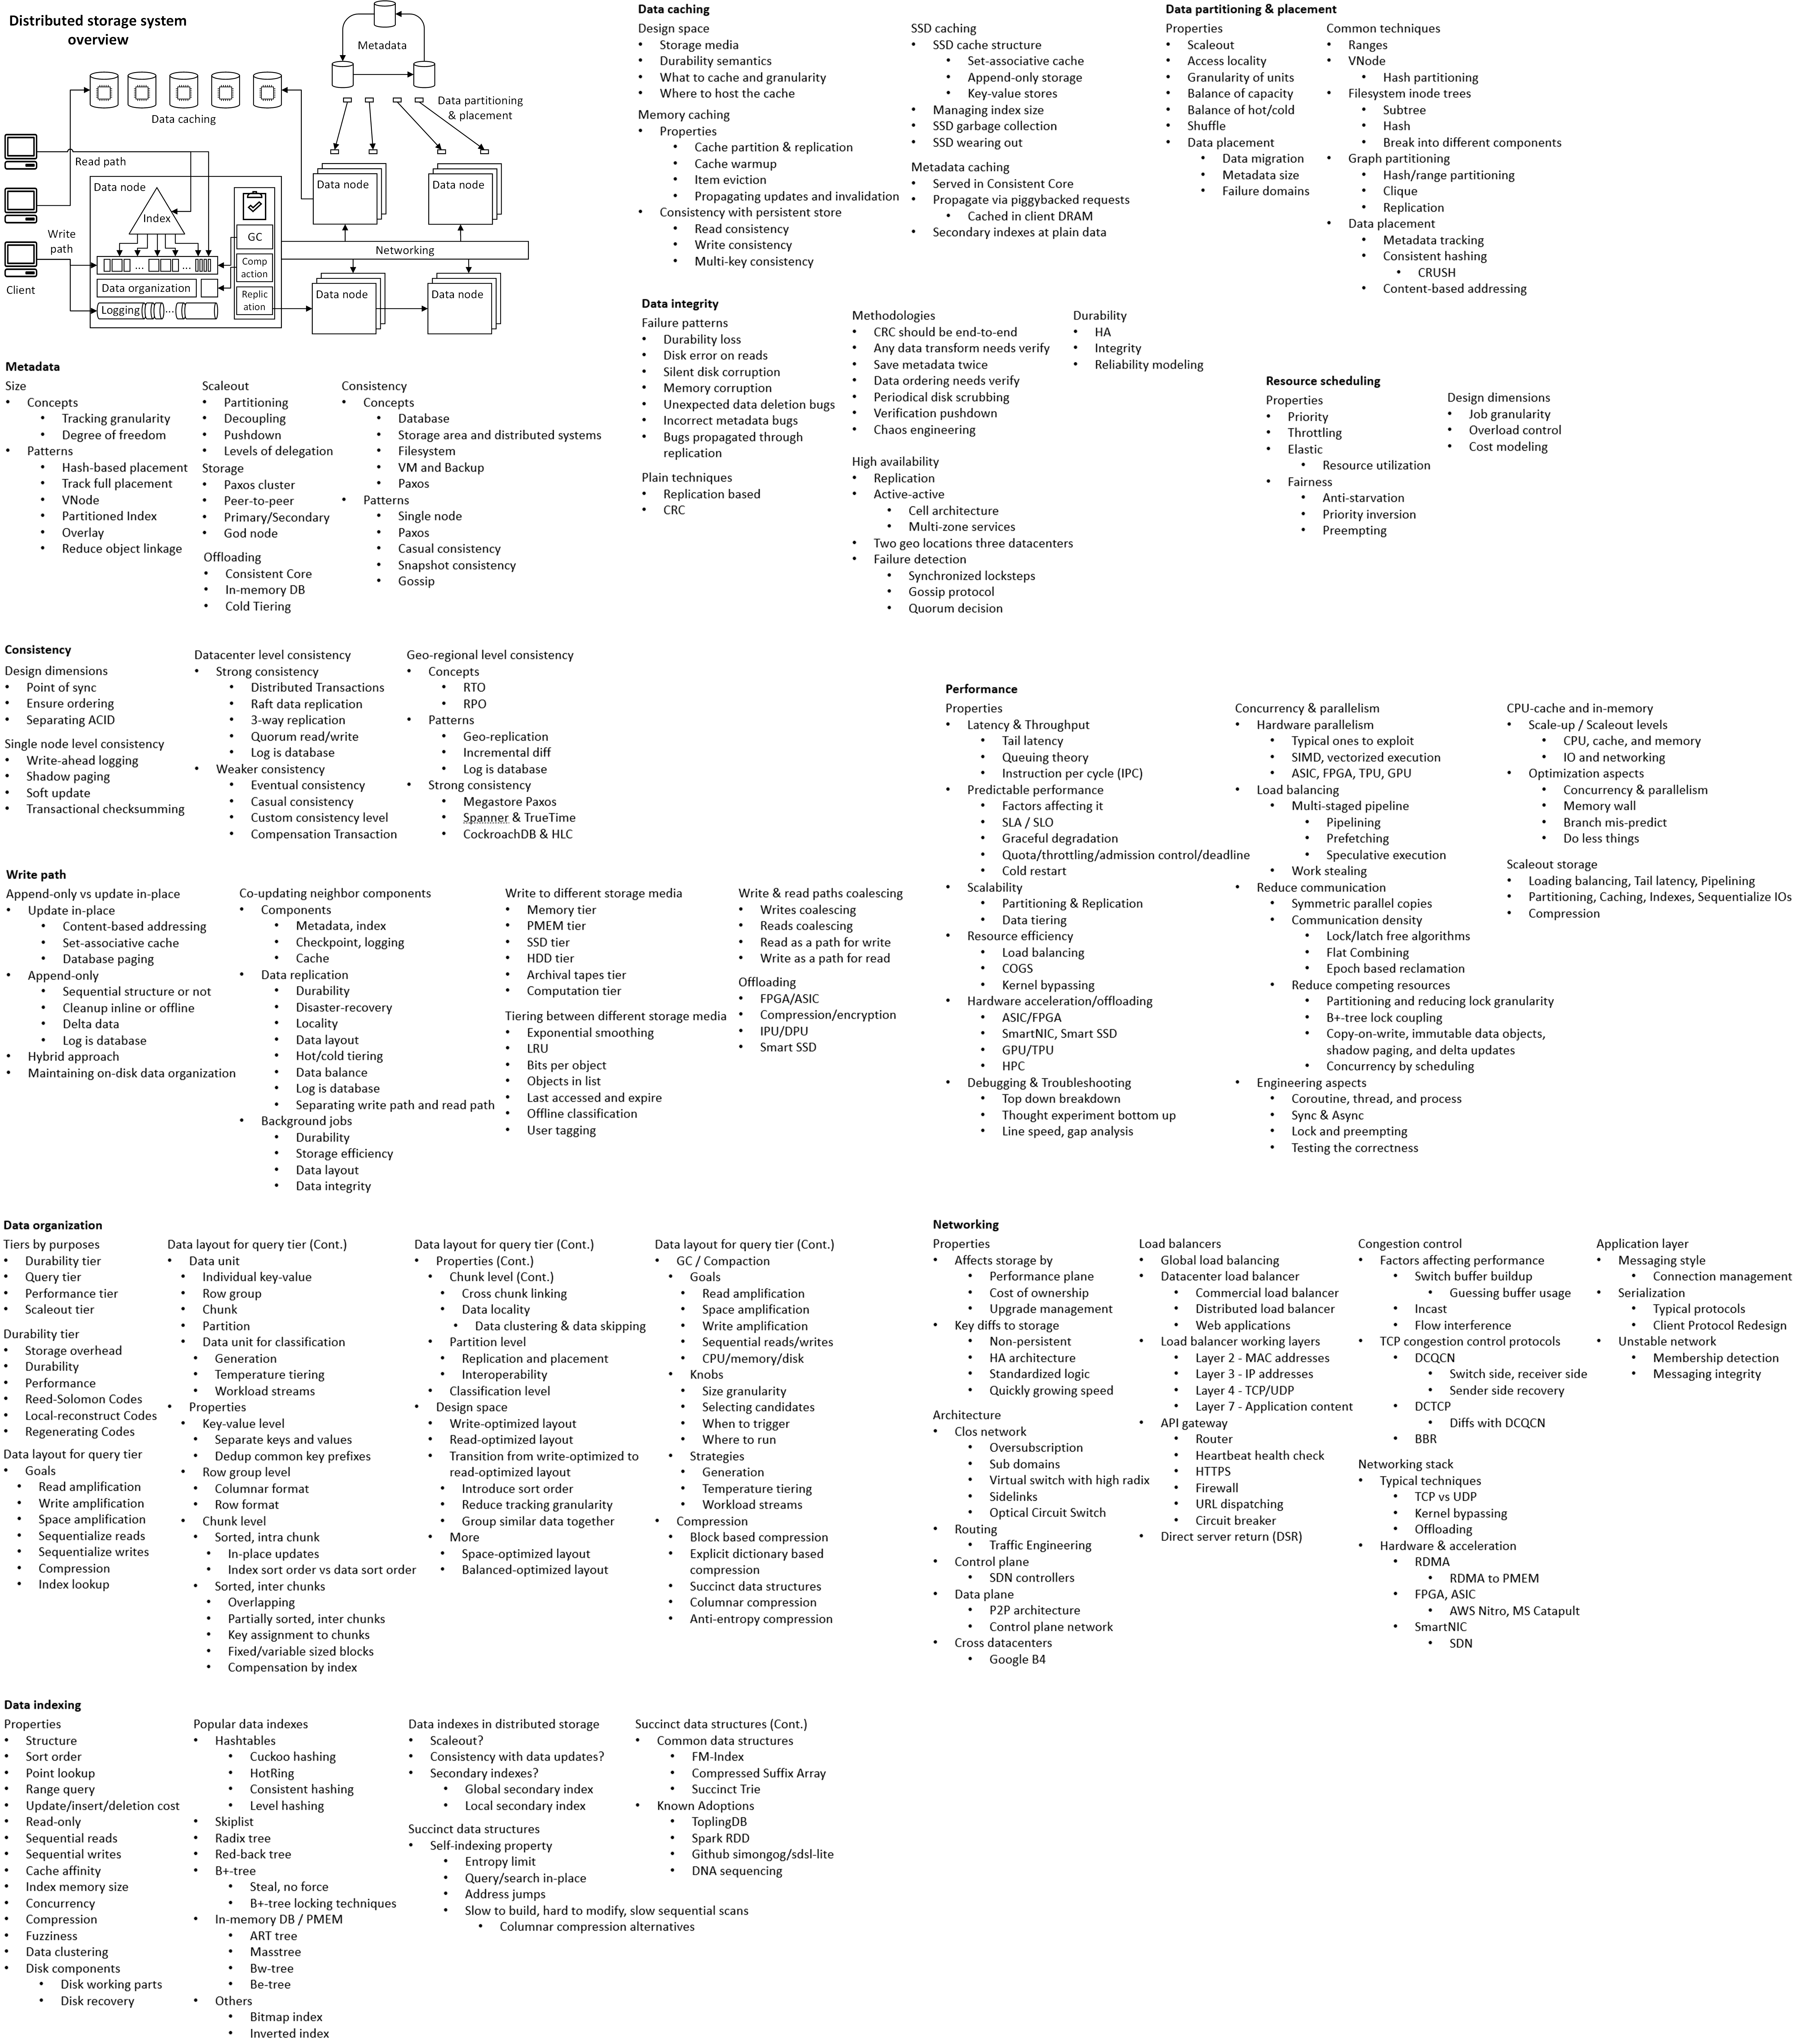 Distributed storage system
overview
Metadata
Data caching
Data partitioning
& placement
Read path
Data node
Index
Write
path
GC
Comp
action
Replic
ation
Data organization
Logging
...
...
...
Client
Data node
Data node
Networking
Data node
Data node
Metadata
Size
• Concepts
• Tracking granularity
• Degree of freedom
• Patterns
• Hash-based placement
• Track full placement
• VNode
• Partitioned Index
• Overlay
• Reduce object linkage
Scaleout
• Partitioning
• Decoupling
• Pushdown
• Levels of delegation
Storage
• Paxos cluster
• Peer-to-peer
• Primary/Secondary
• God node
Offloading
• Consistent Core
• In-memory DB
• Cold Tiering
Consistency
• Concepts
• Database
• Storage area and distributed systems
• Filesystem
• VM and Backup
• Paxos
• Patterns
• Single node
• Paxos
• Casual consistency
• Snapshot consistency
• Gossip
Data caching
Design space
• Storage media
• Durability semantics
• What to cache and granularity
• Where to host the cache
Memory caching
• Properties
• Cache partition & replication
• Cache warmup
• Item eviction
• Propagating updates and invalidation
• Consistency with persistent store
• Read consistency
• Write consistency
• Multi-key consistency
SSD caching
• SSD cache structure
• Set-associative cache
• Append-only storage
• Key-value stores
• Managing index size
• SSD garbage collection
• SSD wearing out
Metadata caching
• Served in Consistent Core
• Propagate via piggybacked requests
• Cached in client DRAM
• Secondary indexes at plain data
Data partitioning & placement
Properties
• Scaleout
• Access locality
• Granularity of units
• Balance of capacity
• Balance of hot/cold
• Shuffle
• Data placement
• Data migration
• Metadata size
• Failure domains
Common techniques
• Ranges
• VNode
• Hash partitioning
• Filesystem inode trees
• Subtree
• Hash
• Break into different components
• Graph partitioning
• Hash/range partitioning
• Clique
• Replication
• Data placement
• Metadata tracking
• Consistent hashing
• CRUSH
• Content-based addressing
Data integrity
Failure patterns
• Durability loss
• Disk error on reads
• Silent disk corruption
• Memory corruption
• Unexpected data deletion bugs
• Incorrect metadata bugs
• Bugs propagated through
replication
Plain techniques
• Replication based
• CRC
Methodologies
• CRC should be end-to-end
• Any data transform needs verify
• Save metadata twice
• Data ordering needs verify
• Periodical disk scrubbing
• Verification pushdown
• Chaos engineering
High availability
• Replication
• Active-active
• Cell architecture
• Multi-zone services
• Two geo locations three datacenters
• Failure detection
• Synchronized locksteps
• Gossip protocol
• Quorum decision
Durability
• HA
• Integrity
• Reliability modeling
Resource scheduling
Properties
• Priority
• Throttling
• Elastic
• Resource utilization
• Fairness
• Anti-starvation
• Priority inversion
• Preempting
Design dimensions
• Job granularity
• Overload control
• Cost modeling
Consistency
Design dimensions
• Point of sync
• Ensure ordering
• Separating ACID
Single node level consistency
• Write-ahead logging
• Shadow paging
• Soft update
• Transactional checksumming
Datacenter level consistency
• Strong consistency
• Distributed Transactions
• Raft data replication
• 3-way replication
• Quorum read/write
• Log is database
• Weaker consistency
• Eventual consistency
• Casual consistency
• Custom consistency level
• Compensation Transaction
Geo-regional level consistency
• Concepts
• RTO
• RPO
• Patterns
• Geo-replication
• Incremental diff
• Log is database
• Strong consistency
• Megastore Paxos
• Spanner & TrueTime
• CockroachDB & HLC
Write path
Append-only vs update in-place
• Update in-place
• Content-based addressing
• Set-associative cache
• Database paging
• Append-only
• Sequential structure or not
• Cleanup inline or offline
• Delta data
• Log is database
• Hybrid approach
• Maintaining on-disk data organization
Co-updating neighbor components
• Components
• Metadata, index
• Checkpoint, logging
• Cache
• Data replication
• Durability
• Disaster-recovery
• Locality
• Data layout
• Hot/cold tiering
• Data balance
• Log is database
• Separating write path and read path
• Background jobs
• Durability
• Storage efficiency
• Data layout
• Data integrity
Write to different storage media
• Memory tier
• PMEM tier
• SSD tier
• HDD tier
• Archival tapes tier
• Computation tier
Tiering between different storage media
• Exponential smoothing
• LRU
• Bits per object
• Objects in list
• Last accessed and expire
• Offline classification
• User tagging
Write & read paths coalescing
• Writes coalescing
• Reads coalescing
• Read as a path for write
• Write as a path for read
Offloading
• FPGA/ASIC
• Compression/encryption
• IPU/DPU
• Smart SSD
Performance
Properties
• Latency & Throughput
• Tail latency
• Queuing theory
• Instruction per cycle (IPC)
• Predictable performance
• Factors affecting it
• SLA / SLO
• Graceful degradation
• Quota/throttling/admission control/deadline
• Cold restart
• Scalability
• Partitioning & Replication
• Data tiering
• Resource efficiency
• Load balancing
• COGS
• Kernel bypassing
• Hardware acceleration/offloading
• ASIC/FPGA
• SmartNIC, Smart SSD
• GPU/TPU
• HPC
• Debugging & Troubleshooting
• Top down breakdown
• Thought experiment bottom up
• Line speed, gap analysis
Concurrency & parallelism
• Hardware parallelism
• Typical ones to exploit
• SIMD, vectorized execution
• ASIC, FPGA, TPU, GPU
• Load balancing
• Multi-staged pipeline
• Pipelining
• Prefetching
• Speculative execution
• Work stealing
• Reduce communication
• Symmetric parallel copies
• Communication density
• Lock/latch free algorithms
• Flat Combining
• Epoch based reclamation
• Reduce competing resources
• Partitioning and reducing lock granularity
• B+-tree lock coupling
• Copy-on-write, immutable data objects,
shadow paging, and delta updates
• Concurrency by scheduling
• Engineering aspects
• Coroutine, thread, and process
• Sync & Async
• Lock and preempting
• Testing the correctness
CPU-cache and in-memory
• Scale-up / Scaleout levels
• CPU, cache, and memory
• IO and networking
• Optimization aspects
• Concurrency & parallelism
• Memory wall
• Branch mis-predict
• Do less things
Scaleout storage
• Loading balancing, Tail latency, Pipelining
• Partitioning, Caching, Indexes, Sequentialize IOs
• Compression
Data organization
Tiers by purposes
• Durability tier
• Query tier
• Performance tier
• Scaleout tier
Durability tier
• Storage overhead
• Durability
• Performance
• Reed-Solomon Codes
• Local-reconstruct Codes
• Regenerating Codes
Data layout for query tier
• Goals
• Read amplification
• Write amplification
• Space amplification
• Sequentialize reads
• Sequentialize writes
• Compression
• Index lookup
Data layout for query tier (Cont.)
• Data unit
• Individual key-value
• Row group
• Chunk
• Partition
• Data unit for classification
• Generation
• Temperature tiering
• Workload streams
• Properties
• Key-value level
• Separate keys and values
• Dedup common key prefixes
• Row group level
• Columnar format
• Row format
• Chunk level
• Sorted, intra chunk
• In-place updates
• Index sort order vs data sort order
• Sorted, inter chunks
• Overlapping
• Partially sorted, inter chunks
• Key assignment to chunks
• Fixed/variable sized blocks
• Compensation by index
Data layout for query tier (Cont.)
• Properties (Cont.)
• Chunk level (Cont.)
• Cross chunk linking
• Data locality
• Data clustering & data skipping
• Partition level
• Replication and placement
• Interoperability
• Classification level
• Design space
• Write-optimized layout
• Read-optimized layout
• Transition from write-optimized to
read-optimized layout
• Introduce sort order
• Reduce tracking granularity
• Group similar data together
• More
• Space-optimized layout
• Balanced-optimized layout
Data layout for query tier (Cont.)
• GC / Compaction
• Goals
• Read amplification
• Space amplification
• Write amplification
• Sequential reads/writes
• CPU/memory/disk
• Knobs
• Size granularity
• Selecting candidates
• When to trigger
• Where to run
• Strategies
• Generation
• Temperature tiering
• Workload streams
• Compression
• Block based compression
• Explicit dictionary based
compression
• Succinct data structures
• Columnar compression
• Anti-entropy compression
Networking
Properties
• Affects storage by
• Performance plane
• Cost of ownership
• Upgrade management
• Key diffs to storage
• Non-persistent
• HA architecture
• Standardized logic
• Quickly growing speed
Architecture
• Clos network
• Oversubscription
• Sub domains
• Virtual switch with high radix
• Sidelinks
• Optical Circuit Switch
• Routing
• Traffic Engineering
• Control plane
• SDN controllers
• Data plane
• P2P architecture
• Control plane network
• Cross datacenters
• Google B4
Load balancers
• Global load balancing
• Datacenter load balancer
• Commercial load balancer
• Distributed load balancer
• Web applications
• Load balancer working layers
• Layer 2 - MAC addresses
• Layer 3 - IP addresses
• Layer 4 - TCP/UDP
• Layer 7 - Application content
• API gateway
• Router
• Heartbeat health check
• HTTPS
• Firewall
• URL dispatching
• Circuit breaker
• Direct server return (DSR)
Congestion control
• Factors affecting performance
• Switch buffer buildup
• Guessing buffer usage
• Incast
• Flow interference
• TCP congestion control protocols
• DCQCN
• Switch side, receiver side
• Sender side recovery
• DCTCP
• Diffs with DCQCN
• BBR
Networking stack
• Typical techniques
• TCP vs UDP
• Kernel bypassing
• Offloading
• Hardware & acceleration
• RDMA
• RDMA to PMEM
• FPGA, ASIC
• AWS Nitro, MS Catapult
• SmartNIC
• SDN
Application layer
• Messaging style
• Connection management
• Serialization
• Typical protocols
• Client Protocol Redesign
• Unstable network
• Membership detection
• Messaging integrity
Data indexing
Properties
• Structure
• Sort order
• Point lookup
• Range query
• Update/insert/deletion cost
• Read-only
• Sequential reads
• Sequential writes
• Cache affinity
• Index memory size
• Concurrency
• Compression
• Fuzziness
• Data clustering
• Disk components
• Disk working parts
• Disk recovery
Popular data indexes
• Hashtables
• Cuckoo hashing
• HotRing
• Consistent hashing
• Level hashing
• Skiplist
• Radix tree
• Red-back tree
• B+-tree
• Steal, no force
• B+-tree locking techniques
• In-memory DB / PMEM
• ART tree
• Masstree
• Bw-tree
• Be-tree
• Others
• Bitmap index
• Inverted index
Data indexes in distributed storage
• Scaleout?
• Consistency with data updates?
• Secondary indexes?
• Global secondary index
• Local secondary index
Succinct data structures
• Self-indexing property
• Entropy limit
• Query/search in-place
• Address jumps
• Slow to build, hard to modify, slow sequential scans
• Columnar compression alternatives
Succinct data structures (Cont.)
• Common data structures
• FM-Index
• Compressed Suffix Array
• Succinct Trie
• Known Adoptions
• ToplingDB
• Spark RDD
• Github simongog/sdsl-lite
• DNA sequencing